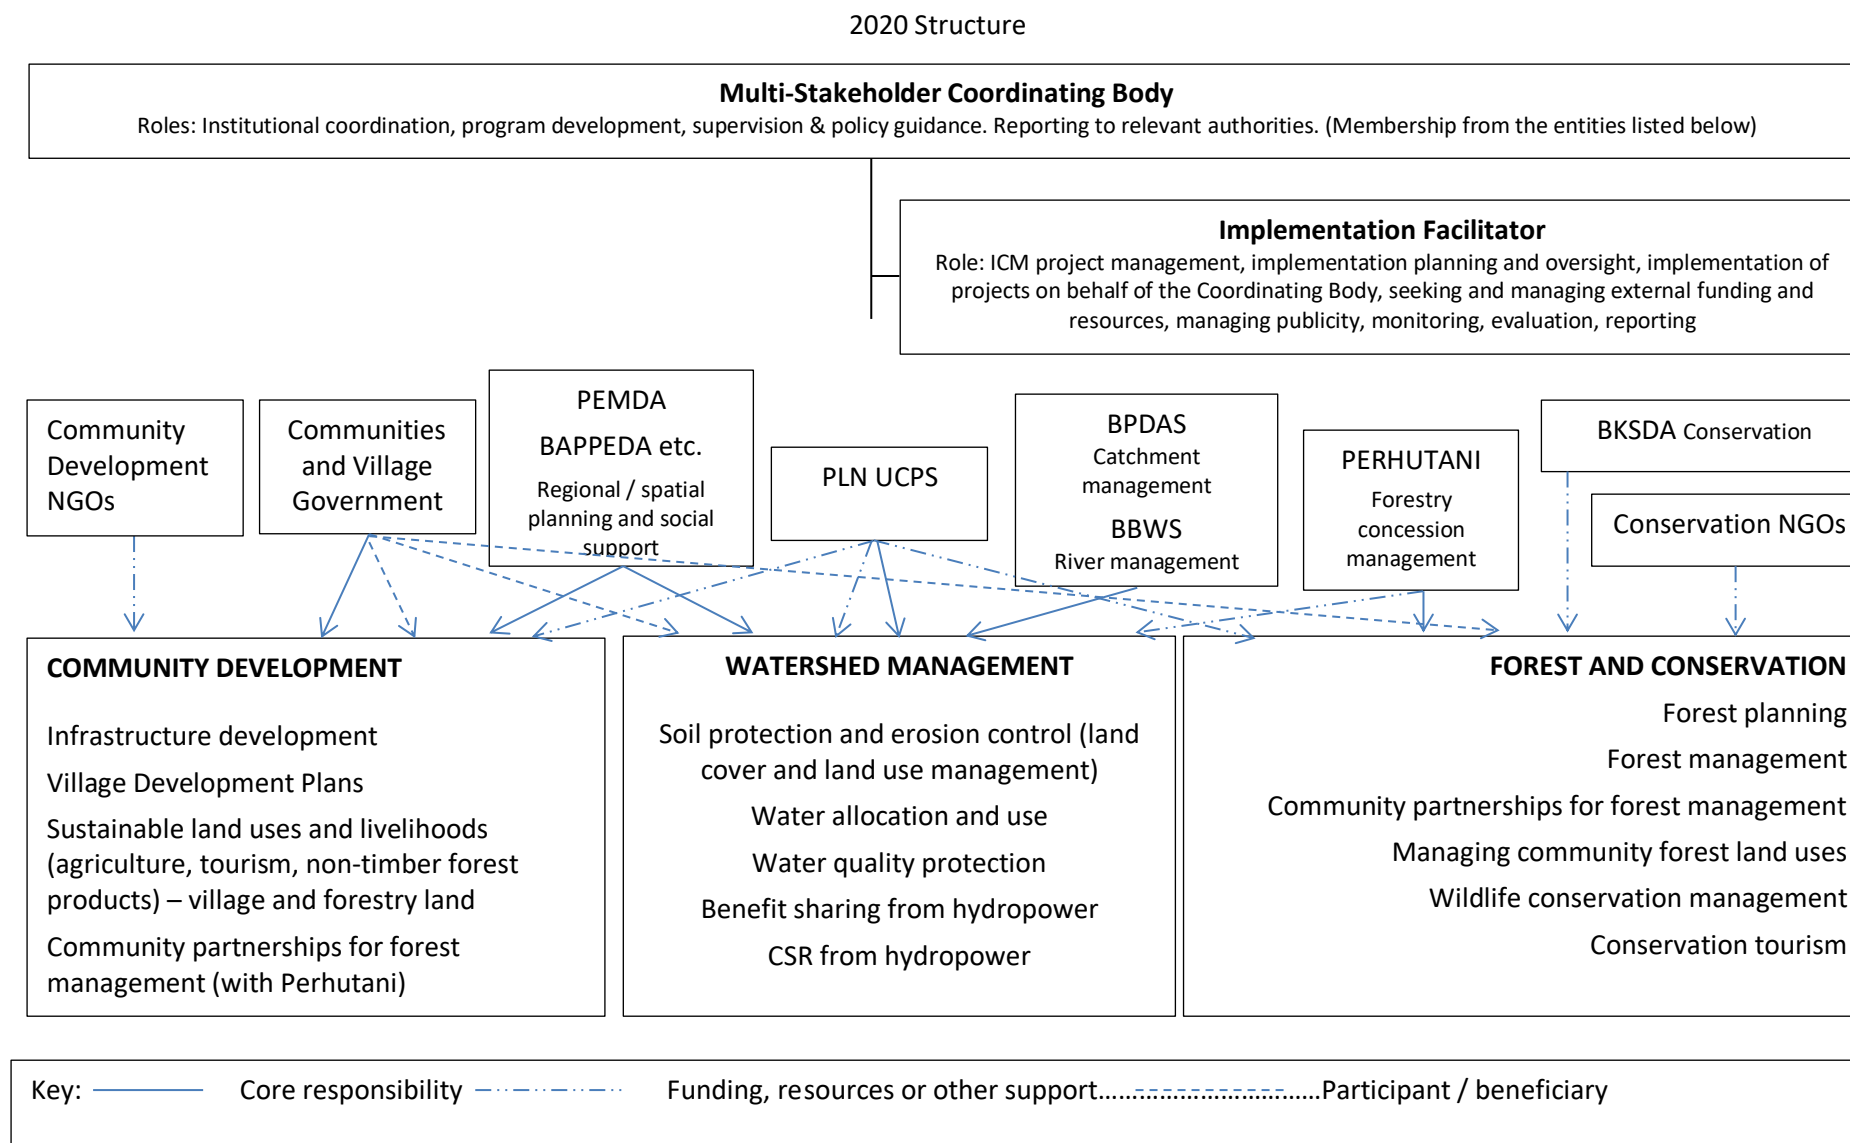 2020 Structure
Multi-Stakeholder Coordinating Body
Roles: Institutional coordination, program development, supervision & policy guidance. Reporting to relevant authorities. (Membership from the entities listed below)
Implementation Facilitator
Role: ICM project management, implementation planning and oversight, implementation of
projects on behalf of the Coordinating Body, seeking and managing external funding and
resources, managing publicity, monitoring, evaluation, reporting
Community
Development
NGOs
Communities
and Village
Government
PEMDA
BAPPEDA etc.
Regional / spatial
planning and social
support
PLN UCPS
BPDAS
Catchment
management
BBWS
River management
PERHUTANI
Forestry
concession
management
BKSDA Conservation
Conservation NGOs
COMMUNITY DEVELOPMENT
Infrastructure development
Village Development Plans
Sustainable land uses and livelihoods
(agriculture, tourism, non-timber forest
products) – village and forestry land
Community partnerships for forest
management (with Perhutani)
WATERSHED MANAGEMENT
Soil protection and erosion control (land
cover and land use management)
Water allocation and use
Water quality protection
Benefit sharing from hydropower
CSR from hydropower
FOREST AND CONSERVATION
Forest planning
Forest management
Community partnerships for forest management
Managing community forest land uses
Wildlife conservation management
Conservation tourism
Key: Core responsibility Funding, resources or other support.................................Participant / beneficiary